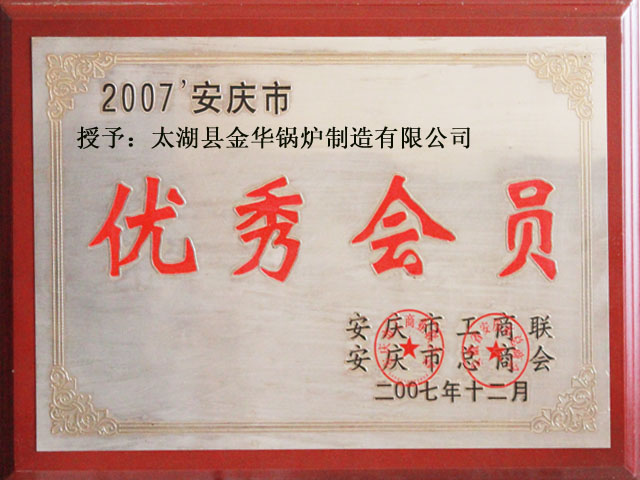 2007'安庆市
授予：太湖县金华锅炉制造有限公司
优秀会员
安庆市工商联
安庆市总商会
二00七年十二月